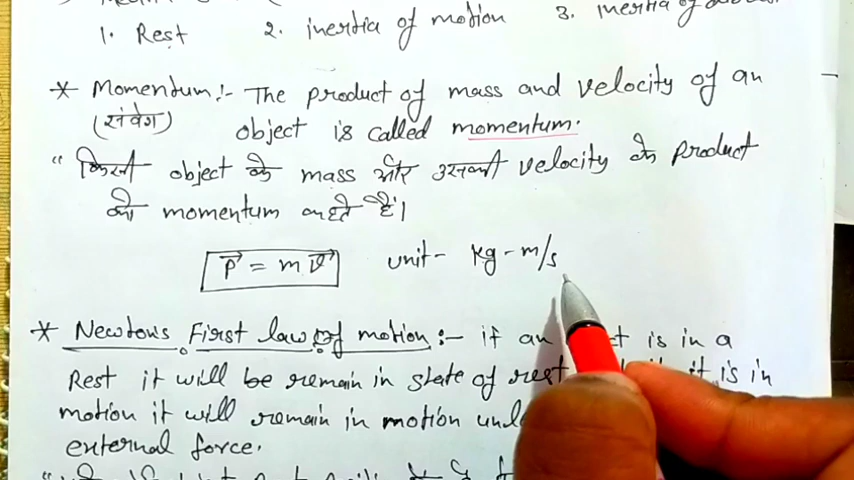 1. Rest 2. inertia of motion 3. inertia of
* Momentum:- The product of mass and velocity of an
(संवेग) object is called momentum.
"किसी object के mass और उसकी velocity के product
को momentum कहते हैं।
P⃗ = m v⃗ unit- kg-m/s
* Newton's First law of motion:- if an is in a
Rest it will be remain in state of rest it is in
motion it will remain in motion
external force.